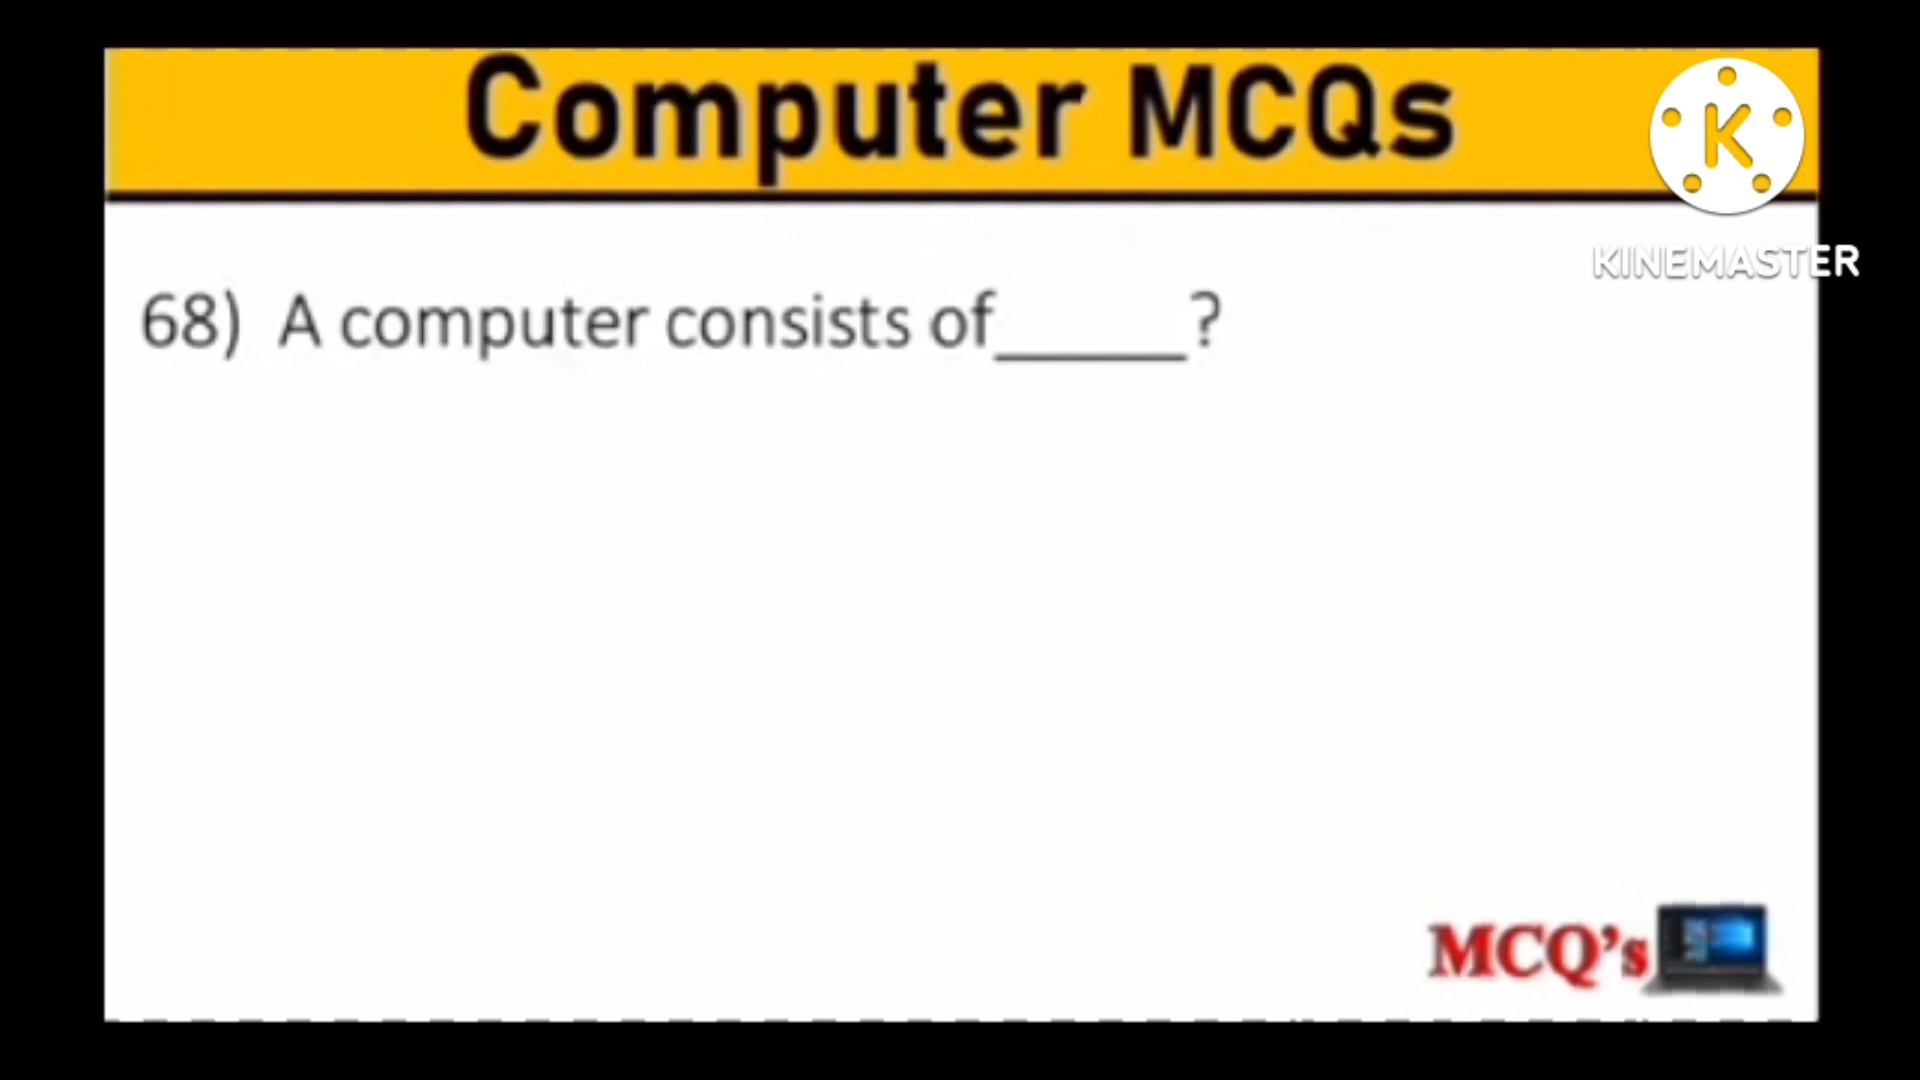 Computer MCQs
K
KINEMASTER
68) A computer consists of______?
MCQ's